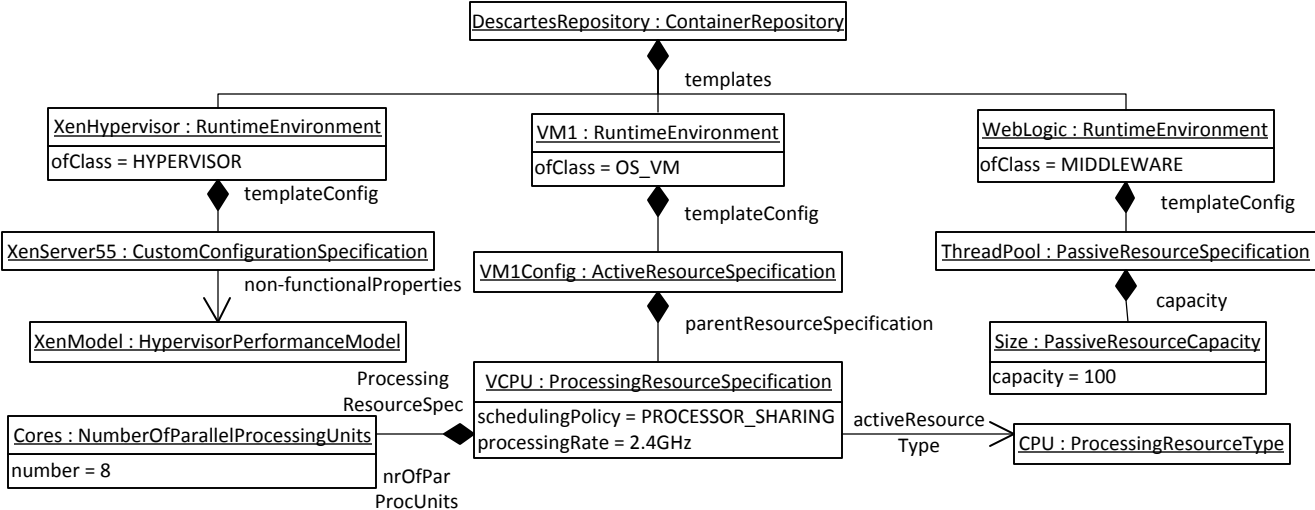 DescartesRepository : ContainerRepository
templates
XenHypervisor : RuntimeEnvironment
ofClass = HYPERVISOR
VM1 : RuntimeEnvironment
ofClass = OS_VM
WebLogic : RuntimeEnvironment
ofClass = MIDDLEWARE
templateConfig
templateConfig
templateConfig
XenServer55 : CustomConfigurationSpecification
VM1Config : ActiveResourceSpecification
ThreadPool : PassiveResourceSpecification
non-functionalProperties
parentResourceSpecification
capacity
XenModel : HypervisorPerformanceModel
Size : PassiveResourceCapacity
capacity = 100
Processing
ResourceSpec
VCPU : ProcessingResourceSpecification
schedulingPolicy = PROCESSOR_SHARING
processingRate = 2.4GHz
activeResource
Type
Cores : NumberOfParallelProcessingUnits
number = 8
nrOfPar
ProcUnits
CPU : ProcessingResourceType